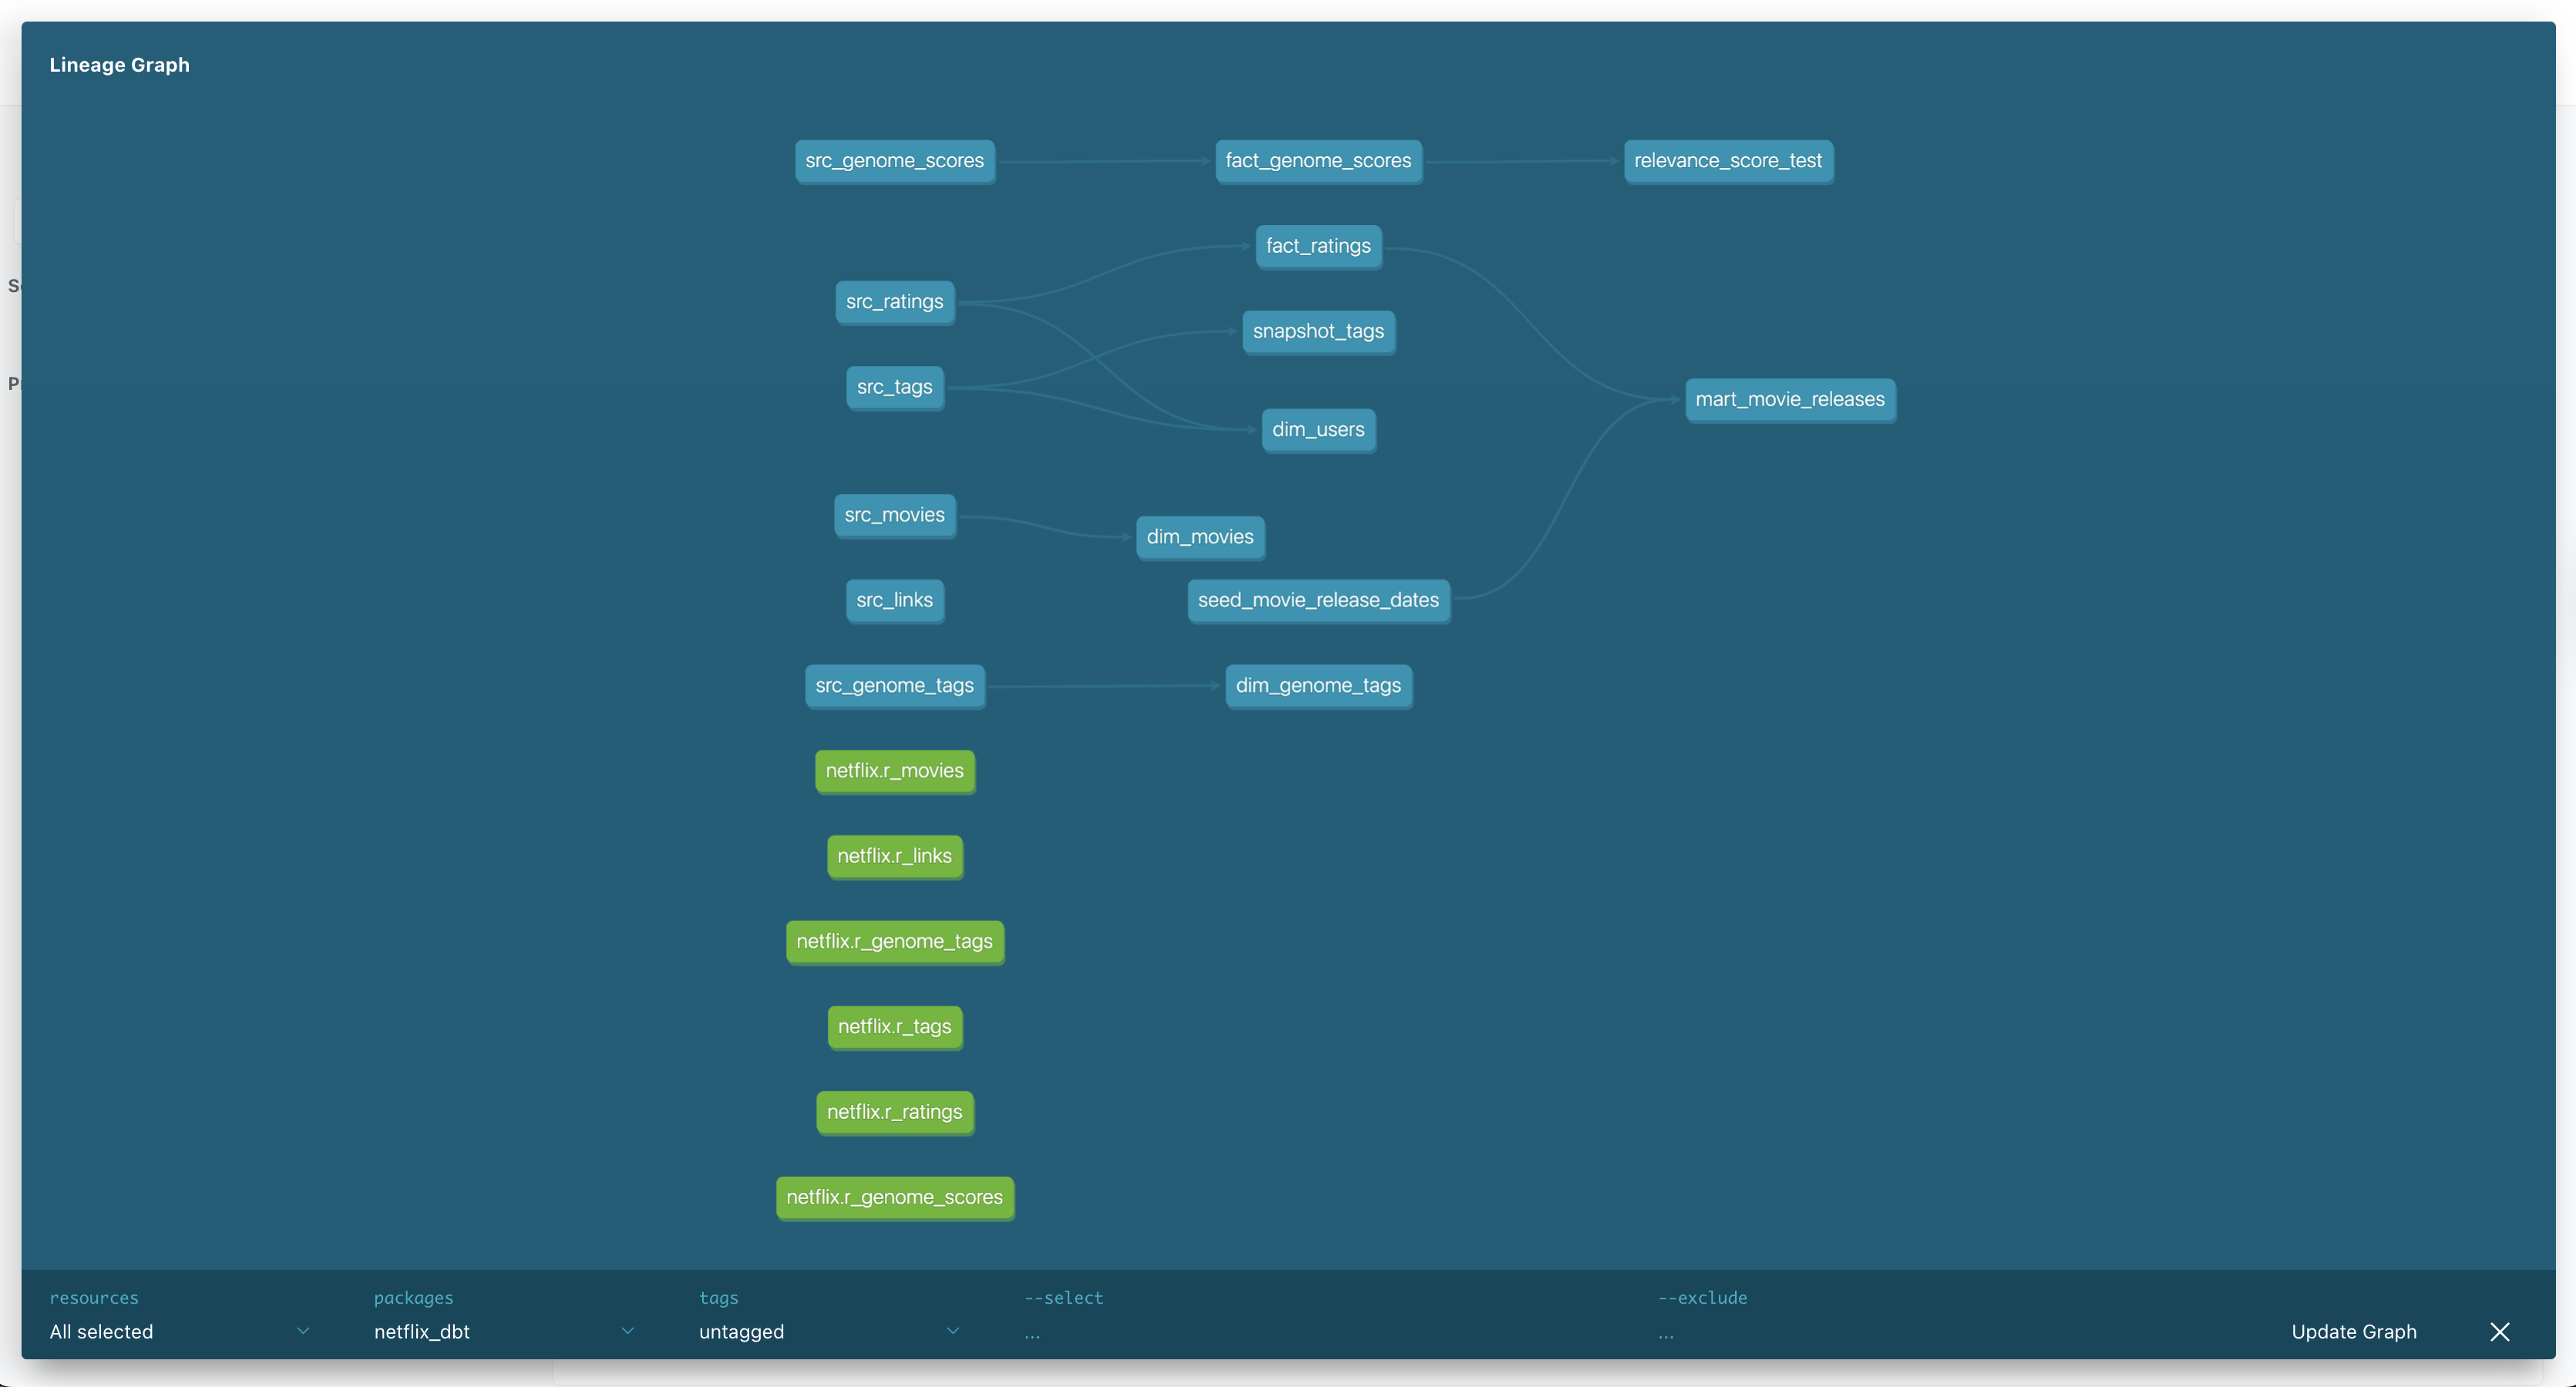 Lineage Graph
src_genome_scores
fact_genome_scores
relevance_score_test
fact_ratings
src_ratings
snapshot_tags
src_tags
mart_movie_releases
dim_users
src_movies
dim_movies
src_links
seed_movie_release_dates
src_genome_tags
dim_genome_tags
netflix.r_movies
netflix.r_links
netflix.r_genome_tags
netflix.r_tags
netflix.r_ratings
netflix.r_genome_scores
resources
packages
tags
--select
--exclude
All selected
netflix_dbt
untagged
...
...
Update Graph